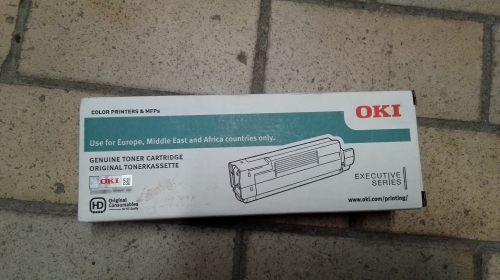 COLOR PRINTERS & MFPs
OKI
Use for Europe, Middle East and Africa countries only.
GENUINE TONER CARTRIDGE
ORIGINAL TONERKASSETTE
OKI
EXECUTIVE
SERIES
HD
Original
Consumables
www.oki.com/printing/